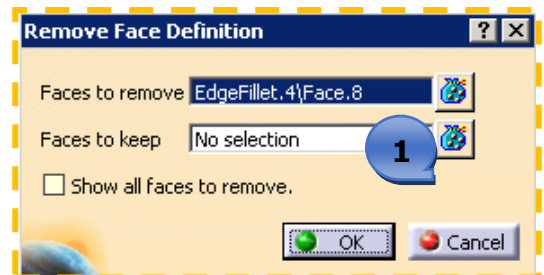 Remove Face Definition ? X
Faces to remove EdgeFillet.4\Face.8
Faces to keep No selection
1
Show all faces to remove.
OK Cancel